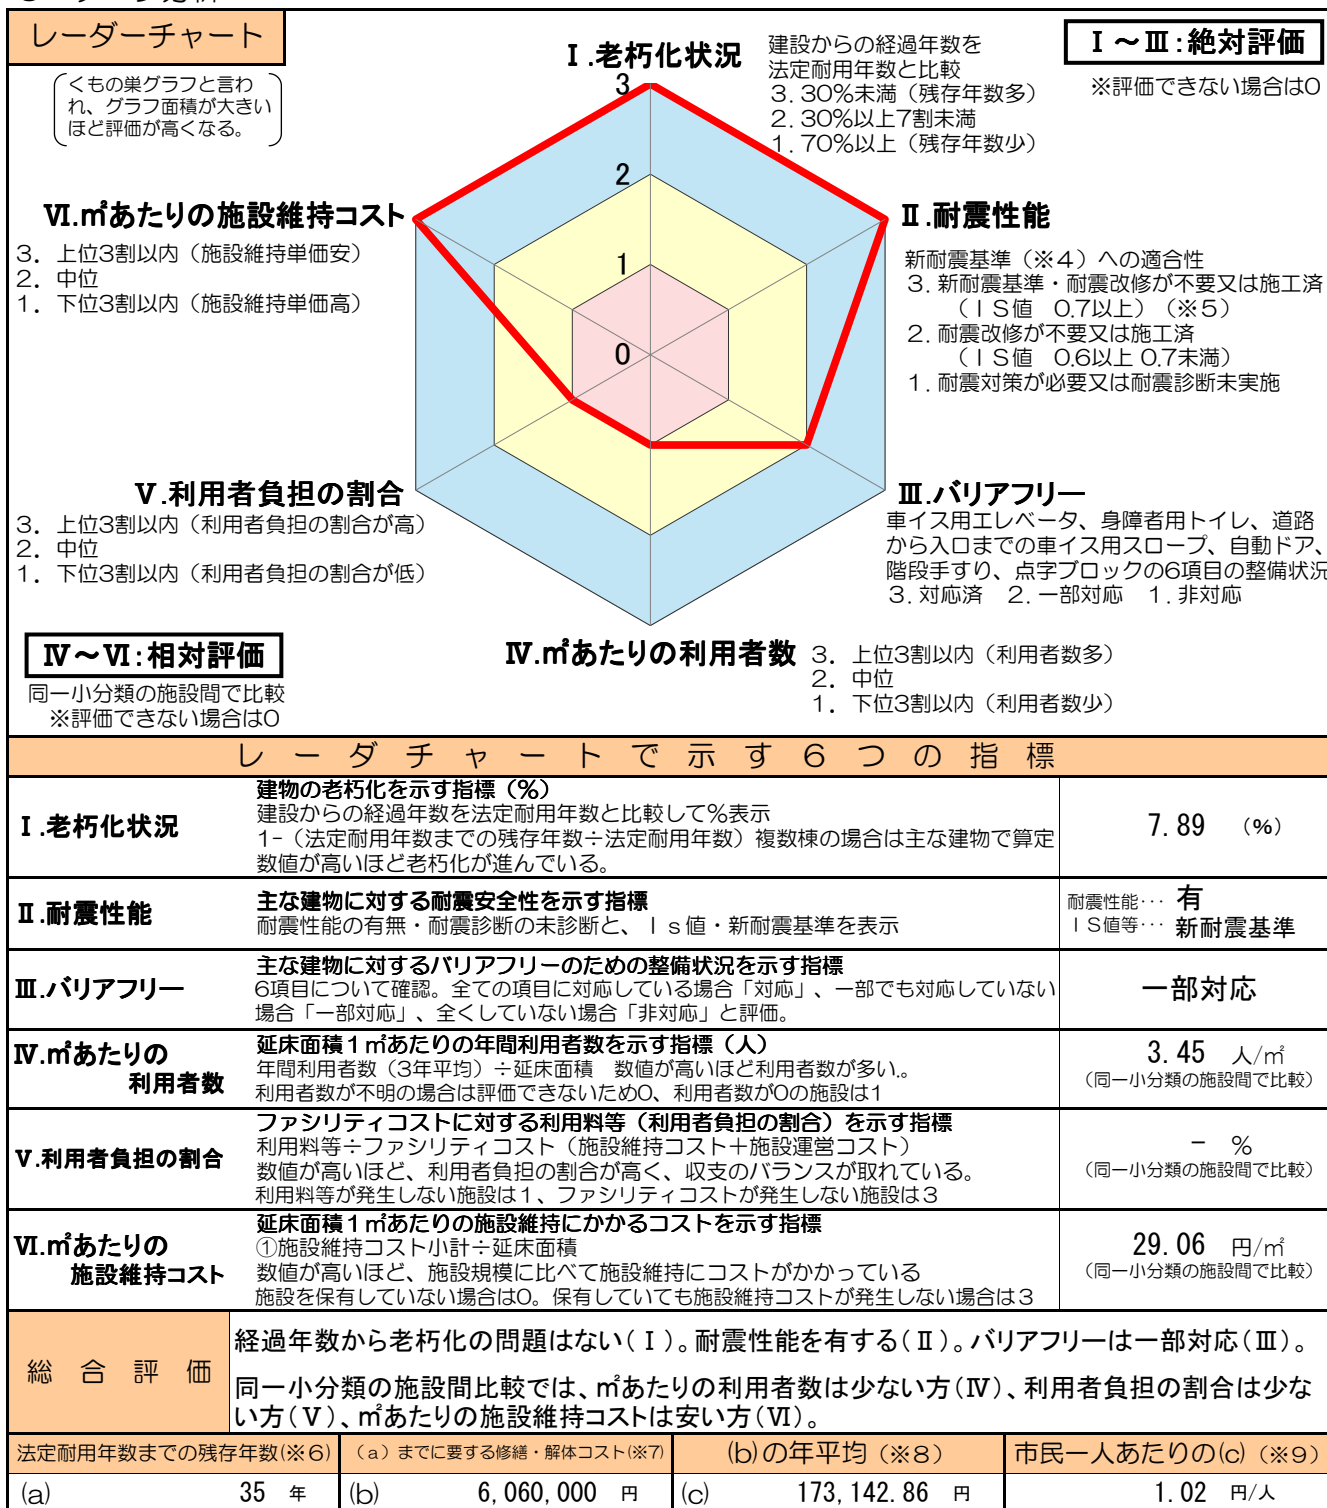 レーダーチャート
くもの巣グラフと言わ
れ、グラフ面積が大きい
ほど評価が高くなる。
Ⅰ.老朽化状況
建設からの経過年数を
法定耐用年数と比較
3.30%未満（残存年数多）
2.30%以上7割未満
1.70%以上（残存年数少）
Ⅰ～Ⅲ:絶対評価
※評価できない場合は0
3
2
1
0
Ⅵ.㎡あたりの施設維持コスト
3. 上位3割以内（施設維持単価安）
2. 中位
1. 下位3割以内（施設維持単価高）
Ⅱ.耐震性能
新耐震基準（※4）への適合性
3.新耐震基準・耐震改修が不要又は施工済
（ＩＳ値 0.7以上）（※5）
2.耐震改修が不要又は施工済
（ＩＳ値 0.6以上 0.7未満）
1.耐震対策が必要又は耐震診断未実施
Ⅴ.利用者負担の割合
3. 上位3割以内（利用者負担の割合が高）
2. 中位
1. 下位3割以内（利用者負担の割合が低）
Ⅲ.バリアフリー
車イス用エレベータ、身障者用トイレ、道路
から入口までの車イス用スロープ、自動ドア、
階段手すり、点字ブロックの6項目の整備状況
3.対応済 2.一部対応 1.非対応
Ⅳ～Ⅵ:相対評価
同一小分類の施設間で比較
※評価できない場合は0
Ⅳ.㎡あたりの利用者数
3. 上位3割以内（利用者数多）
2. 中位
1. 下位3割以内（利用者数少）
レーダチャートで示す6つの指標
Ⅰ.老朽化状況
建物の老朽化を示す指標（%）
建設からの経過年数を法定耐用年数と比較して%表示
1-（法定耐用年数までの残存年数÷法定耐用年数）複数棟の場合は主な建物で算定
数値が高いほど老朽化が進んでいる。
7.89 （%）
Ⅱ.耐震性能
主な建物に対する耐震安全性を示す指標
耐震性能の有無・耐震診断の未診断と、Ｉｓ値・新耐震基準を表示
耐震性能… 有
ＩＳ値等… 新耐震基準
Ⅲ.バリアフリー
主な建物に対するバリアフリーのための整備状況を示す指標
6項目について確認。全ての項目に対応している場合「対応」、一部でも対応していない
場合「一部対応」、全くしていない場合「非対応」と評価。
一部対応
Ⅳ.㎡あたりの
利用者数
延床面積１㎡あたりの年間利用者数を示す指標（人）
年間利用者数（3年平均）÷延床面積 数値が高いほど利用者数が多い。
利用者数が不明の場合は評価できないため0、利用者数が0の施設は1
3.45 人/㎡
（同一小分類の施設間で比較）
Ⅴ.利用者負担の割合
ファシリティコストに対する利用料等（利用者負担の割合）を示す指標
利用料等÷ファシリティコスト（施設維持コスト＋施設運営コスト）
数値が高いほど、利用者負担の割合が高く、収支のバランスが取れている。
利用料等が発生しない施設は１、ファシリティコストが発生しない施設は３
- %
（同一小分類の施設間で比較）
Ⅵ.㎡あたりの
施設維持コスト
延床面積１㎡あたりの施設維持にかかるコストを示す指標
①施設維持コスト小計÷延床面積
数値が高いほど、施設規模に比べて施設維持にコストがかかっている
施設を保有していない場合は0。保有していても施設維持コストが発生しない場合は３
29.06 円/㎡
（同一小分類の施設間で比較）
総合評価
経過年数から老朽化の問題はない(Ⅰ)。耐震性能を有する(Ⅱ)。バリアフリーは一部対応(Ⅲ)。
同一小分類の施設間比較では、㎡あたりの利用者数は少ない方(Ⅳ)、利用者負担の割合は少な
い方(Ⅴ)、㎡あたりの施設維持コストは安い方(Ⅵ)。
法定耐用年数までの残存年数(※6)
（a）までに要する修繕・解体コスト(※7)
(b)の年平均（※8）
市民一人あたりの(c)（※9）
(a) 35 年
(b) 6,060,000 円
(c) 173,142.86 円
1.02 円/人